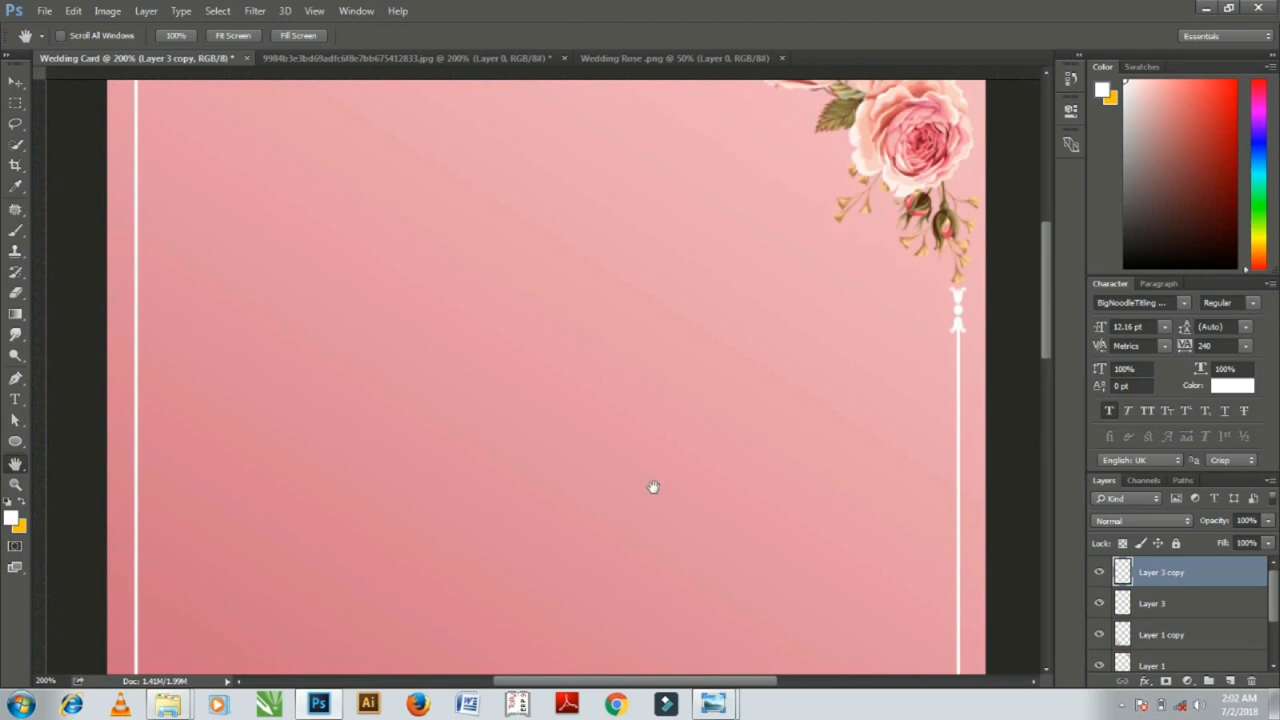 Ps File Edit Image Layer Type Select Filter 3D View Window Help
Scroll All Windows 100% Fit Screen Fill Screen Essentials
Wedding Card @ 200% (Layer 3 copy, RGB/8) * × 9984b3e3bd69adfc6f8e7bb675412833.jpg @ 200% (Layer 0, RGB/8#) * × Wedding Rose .png @ 50% (Layer 0, RGB/8) ×
Color Swatches
Character Paragraph
BigNoodleTitling ... Regular
12.16 pt (Auto)
Metrics 240
100% 100%
0 pt Color:
English: UK Crisp
Layers Channels Paths
Kind
Normal Opacity: 100%
Lock: Fill: 100%
Layer 3 copy
Layer 3
Layer 1 copy
Layer 1
200% Doc: 1.41M/1.99M
2:02 AM
7/2/2018